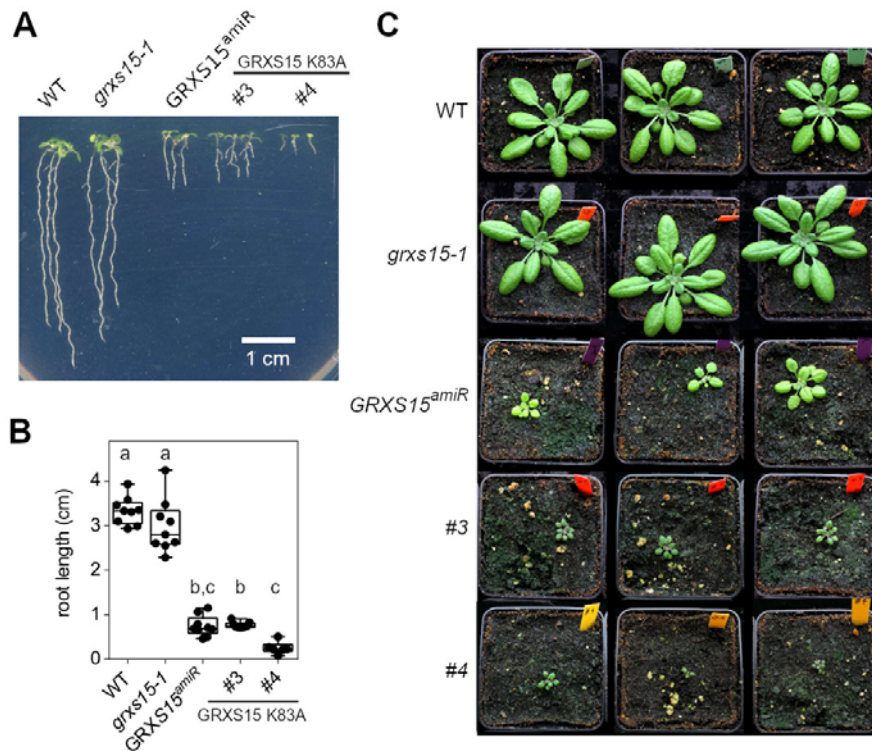 A
WT
grxs15-1
GRXS15amiR
GRXS15 K83A
#3
#4
1 cm
B
root length (cm)
4
3
2
1
0
a
a
b,c
b
c
WT
grxs15-1
GRXS15amiR
#3
#4
GRXS15 K83A
C
WT
grxs15-1
GRXS15amiR
#3
#4